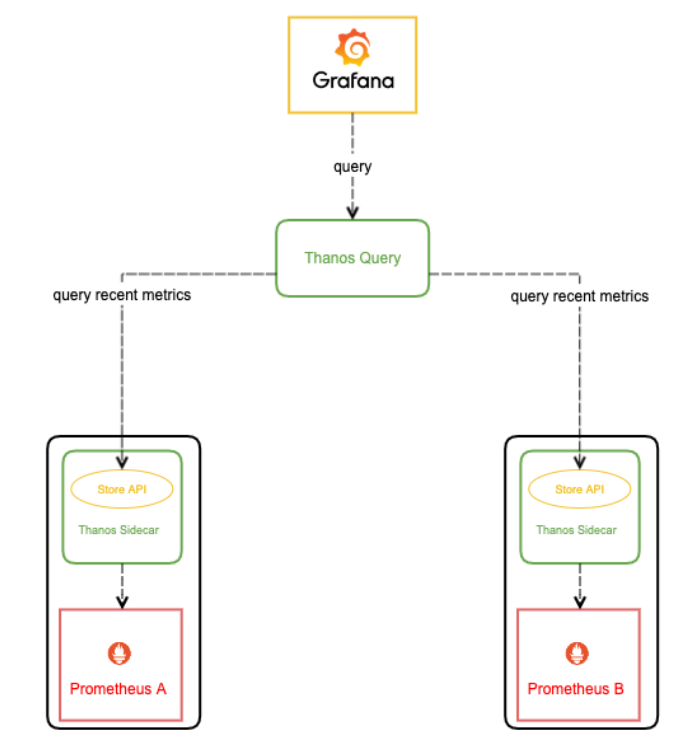 Grafana
query
Thanos Query
query recent metrics
query recent metrics
Store API
Thanos Sidecar
Store API
Thanos Sidecar
Prometheus A
Prometheus B